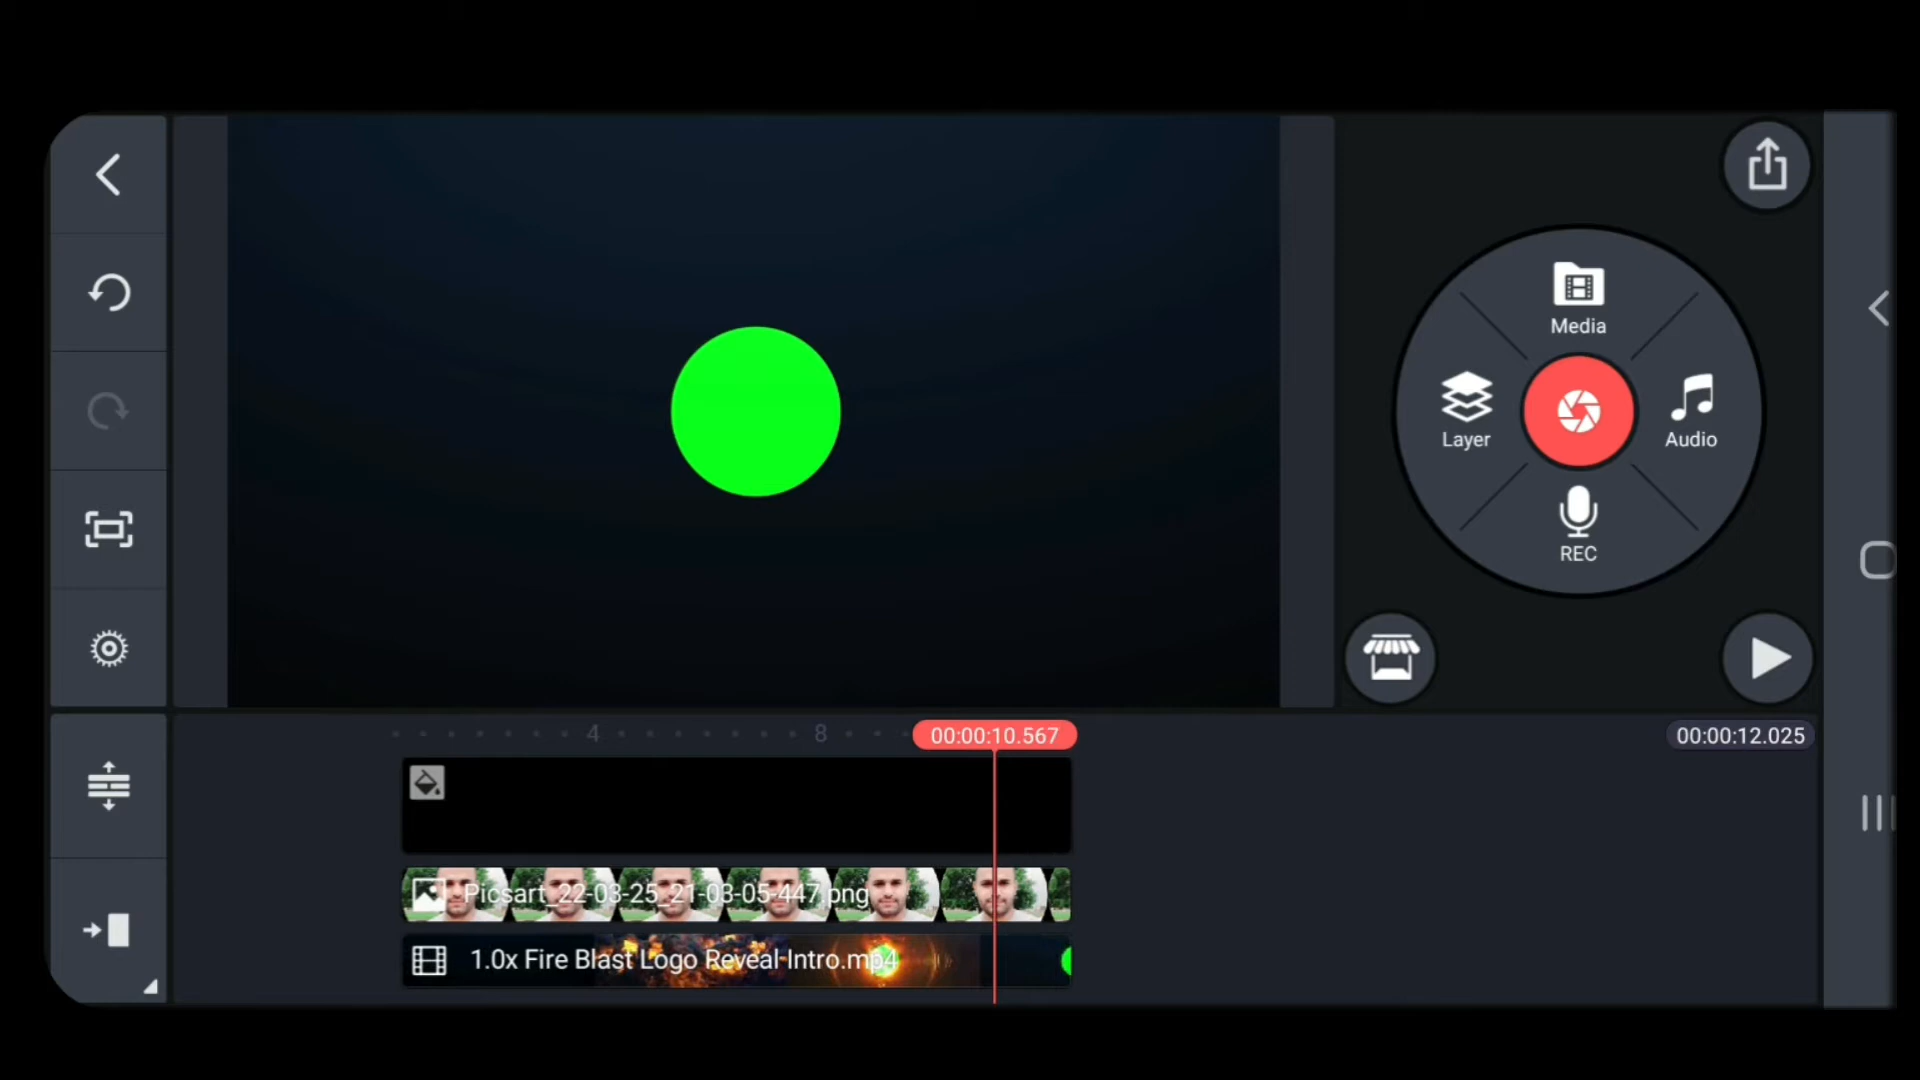 Media
Layer
Audio
REC
4
8
00:00:10.567
00:00:12.025
Picsart_22-03-25_21-03-05-447.png
1.0x Fire Blast Logo Reveal Intro.mp4